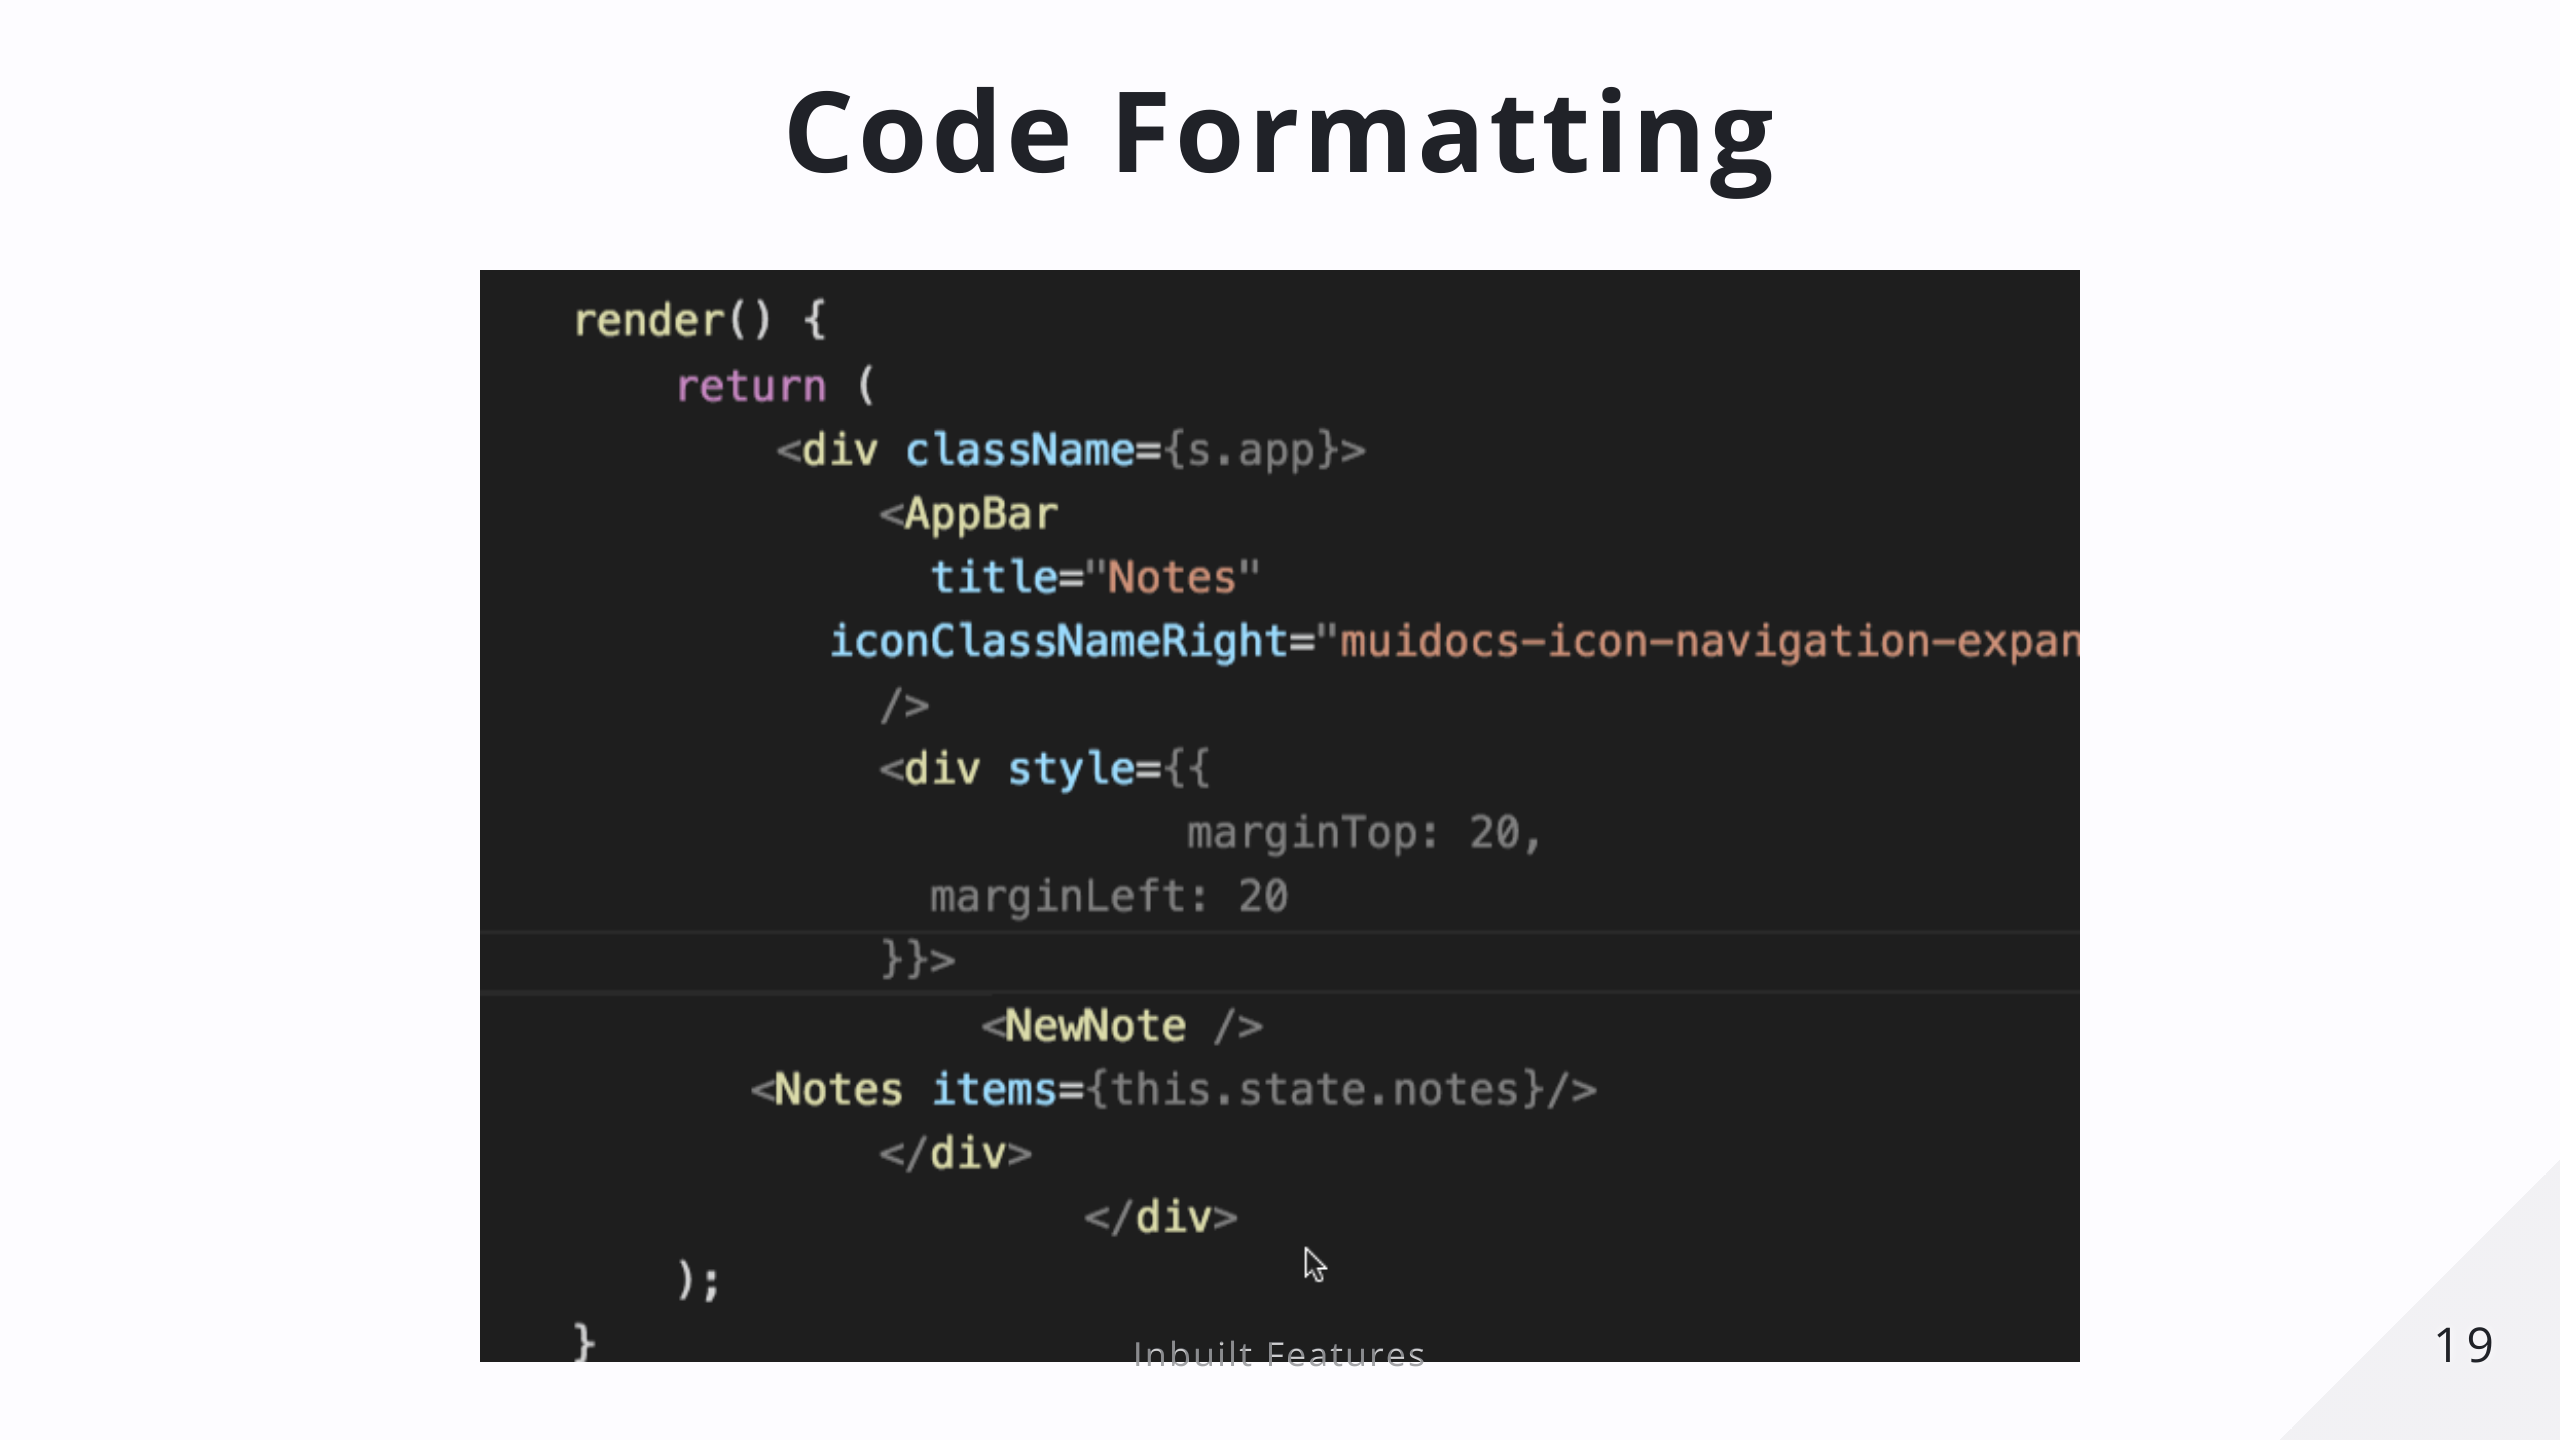 Code Formatting
render() {
return (
<div className={s.app}>
<AppBar
title="Notes"
iconClassNameRight="muidocs-icon-navigation-expan
/>
<div style={{
marginTop: 20,
marginLeft: 20
}}>
<NewNote />
<Notes items={this.state.notes}/>
</div>
</div>
);
}
Inbuilt Features
19